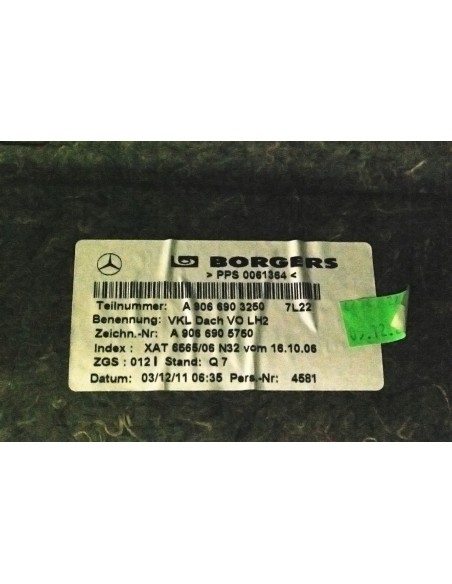 BORGERS
> PPS 0061364 <
Teilnummer: A 906 690 3250 7L22
Benennung: VKL Dach VO LH2
Zeichn.-Nr: A 906 690 5750
Index : XAT 6565/06 N32 vom 16.10.06
ZGS : 012 I Stand: Q 7
Datum: 03/12/11 06:35 Pers.-Nr: 4581